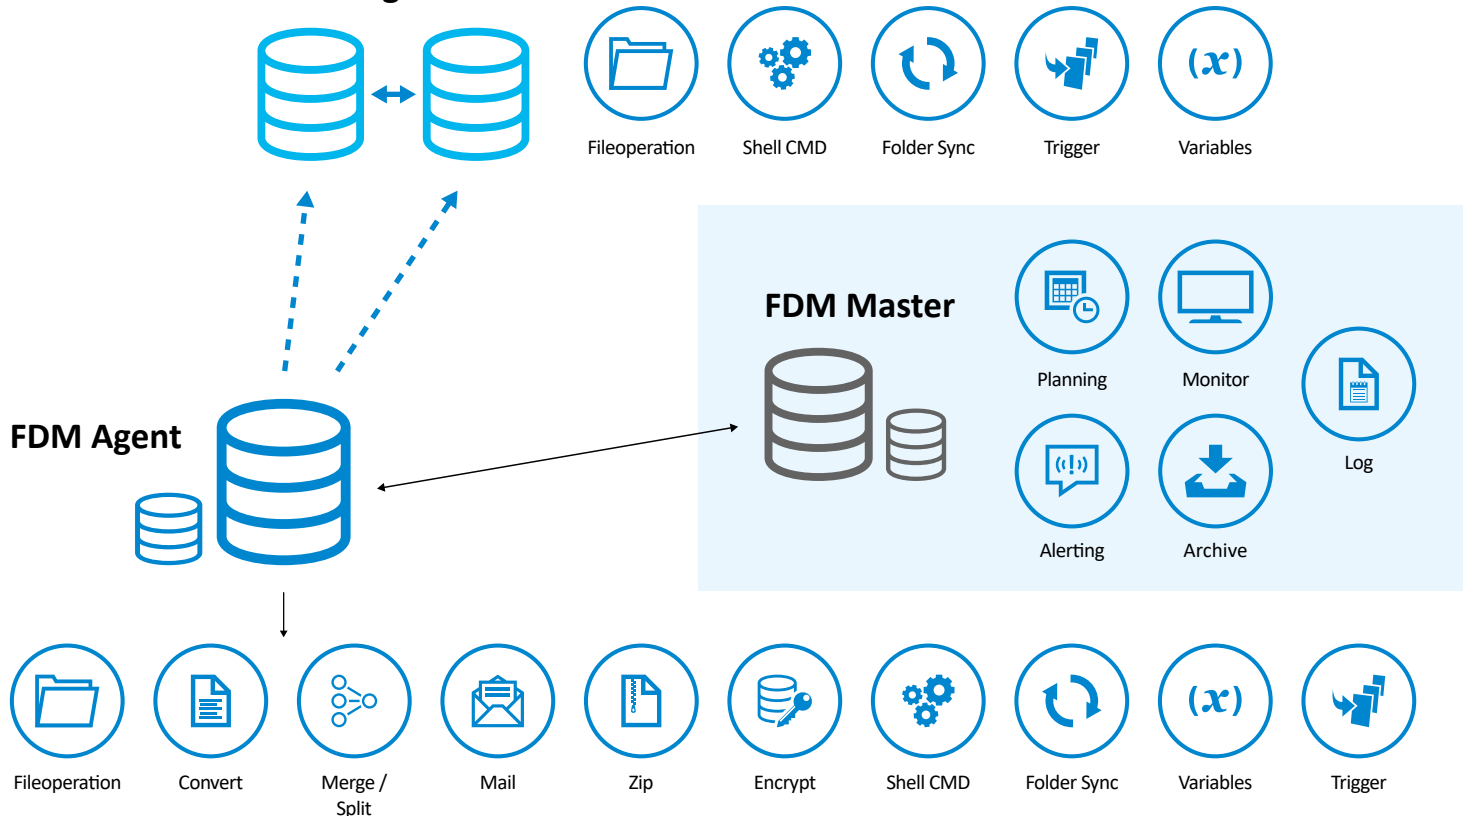 Fileoperation
Shell CMD
Folder Sync
Trigger
(x)
Variables
FDM Master
Planning
Monitor
Log
FDM Agent
Alerting
Archive
(x)
Fileoperation
Convert
Merge /
Split
Mail
Zip
Encrypt
Shell CMD
Folder Sync
Variables
Trigger